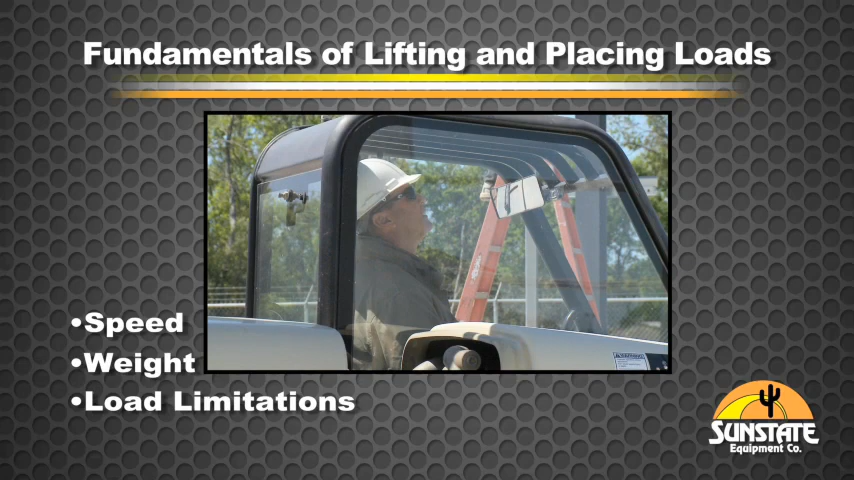 Fundamentals of Lifting and Placing Loads
•Speed
•Weight
•Load Limitations
SUNSTATE
Equipment Co.